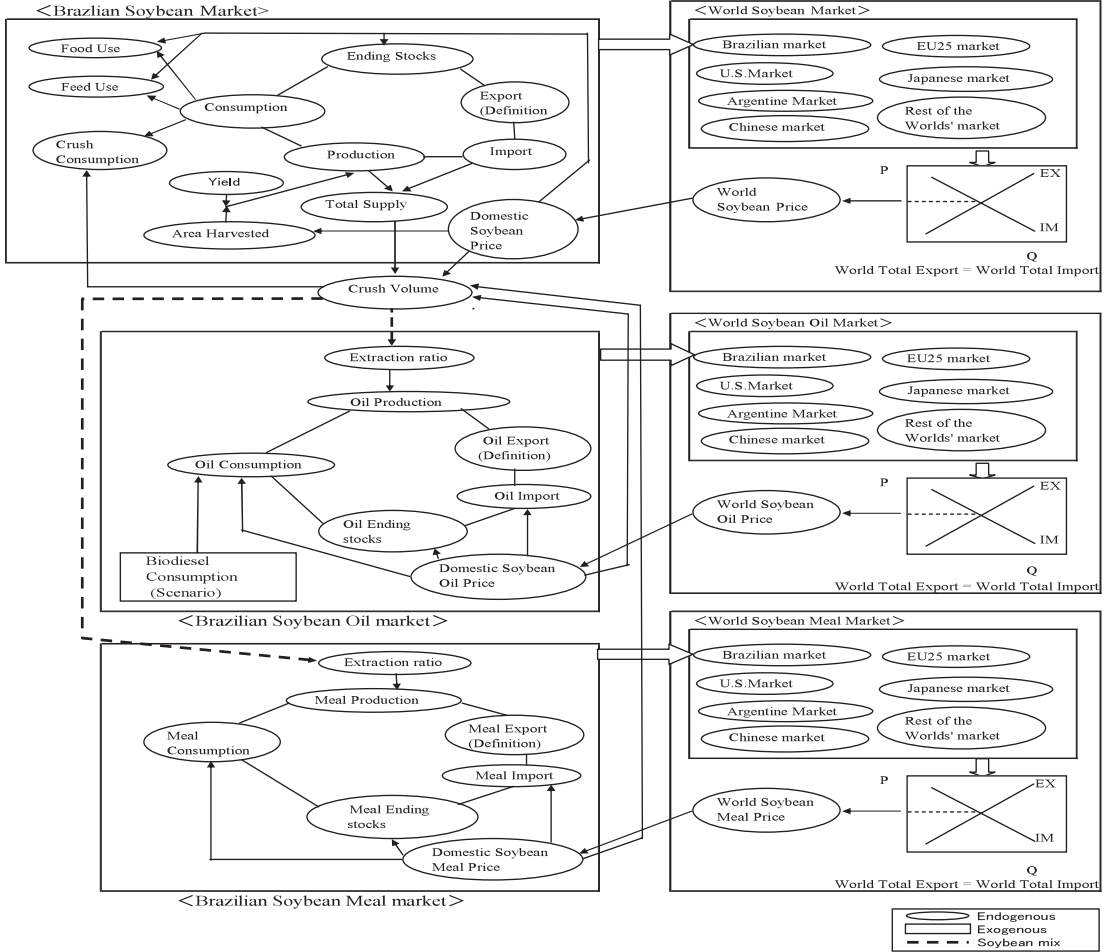 <Brazlian Soybean Market>
Food Use
Feed Use
Crush
Consumption
Consumption
Ending Stocks
Export
(Definition
Import
Production
Yield
Total Supply
Area Harvested
Domestic
Soybean
Price
Crush Volume
<World Soybean Market>
Brazilian market
EU25 market
U.S.Market
Japanese market
Argentine Market
Rest of the
Worlds' market
Chinese market
P
EX
IM
Q
World
Soybean Price
World Total Export = World Total Import
Extraction ratio
Oil Production
Oil Export
(Definition)
Oil Consumption
Oil Import
Oil Ending
stocks
Biodiesel
Consumption
(Scenario)
Domestic Soybean
Oil Price
<Brazilian Soybean Oil market>
<World Soybean Oil Market>
Brazilian market
EU25 market
U.S.Market
Japanese market
Argentine Market
Rest of the
Worlds' market
Chinese market
P
EX
IM
Q
World Soybean
Oil Price
World Total Export = World Total Import
Extraction ratio
Meal Production
Meal
Consumption
Meal Export
(Definition)
Meal Import
Meal Ending
stocks
Domestic Soybean
Meal Price
<Brazilian Soybean Meal market>
<World Soybean Meal Market>
Brazilian market
EU25 market
U.S.Market
Japanese market
Argentine Market
Rest of the
Worlds' market
Chinese market
P
EX
IM
Q
World Soybean
Meal Price
World Total Export = World Total Import
Endogenous
Exogenous
Soybean mix